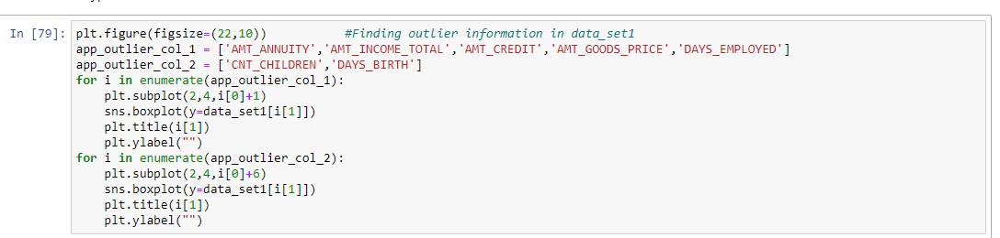 In [79]: plt.figure(figsize=(22,10))           #Finding outlier information in data_set1
app_outlier_col_1 = ['AMT_ANNUITY','AMT_INCOME_TOTAL','AMT_CREDIT','AMT_GOODS_PRICE','DAYS_EMPLOYED']
app_outlier_col_2 = ['CNT_CHILDREN','DAYS_BIRTH']
for i in enumerate(app_outlier_col_1):
    plt.subplot(2,4,i[0]+1)
    sns.boxplot(y=data_set1[i[1]])
    plt.title(i[1])
    plt.ylabel("")
for i in enumerate(app_outlier_col_2):
    plt.subplot(2,4,i[0]+6)
    sns.boxplot(y=data_set1[i[1]])
    plt.title(i[1])
    plt.ylabel("")